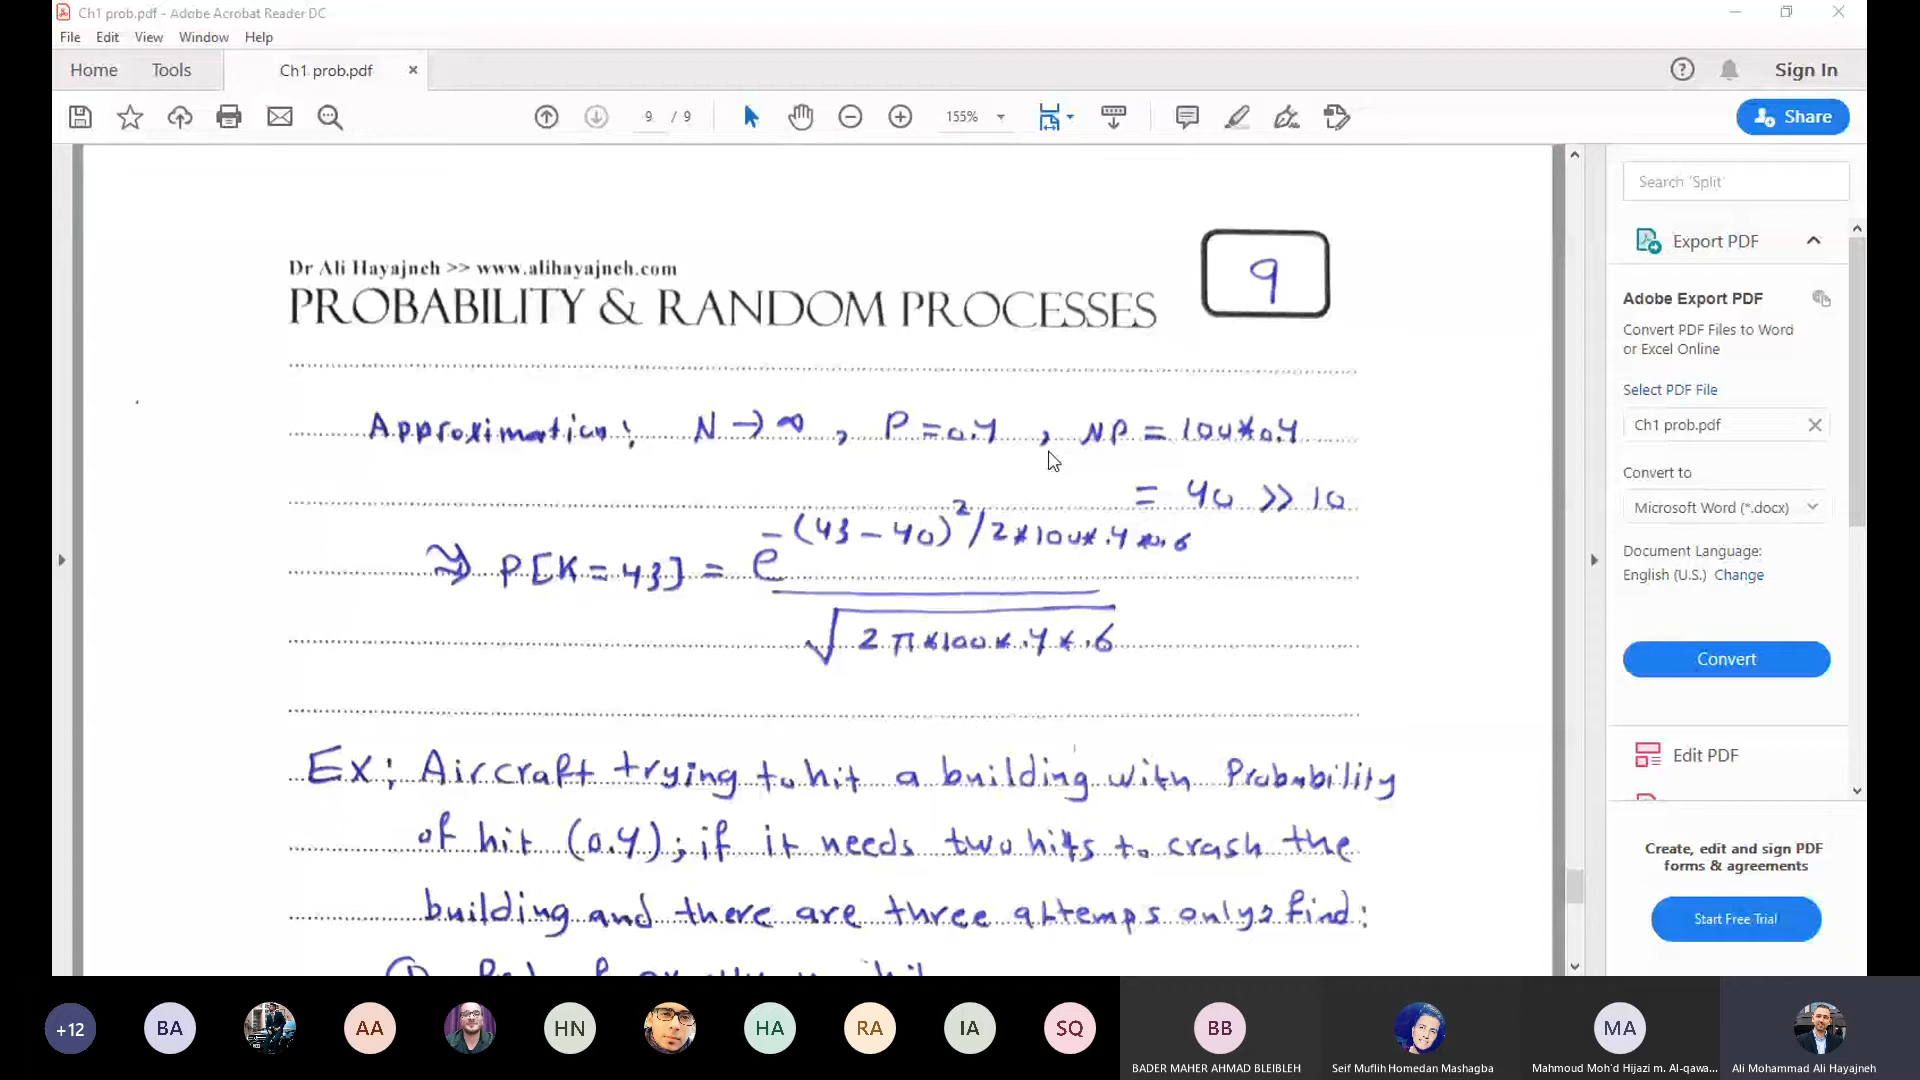 Ch1 prob.pdf - Adobe Acrobat Reader DC
File Edit View Window Help
Home Tools Ch1 prob.pdf × Sign In
9 / 9 155% Share
Dr Ali Hayajneh >> www.alihayajneh.com
PROBABILITY & RANDOM PROCESSES
9
Approximation: N → ∞ , P = 0.4 , NP = 100*0.4
= 40 >> 10
P[K = 43] = e^-(43 - 40)^2/2*100*.4*0.6
√2π*100*.4*.6
Ex: Aircraft trying to hit a building with Probability
of hit (0.4); if it needs two hits to crash the
building and there are three attemps only, find:
Search 'Split'
Export PDF
Adobe Export PDF
Convert PDF Files to Word
or Excel Online
Select PDF File
Ch1 prob.pdf
Convert to
Microsoft Word (*.docx)
Document Language:
English (U.S.) Change
Convert
Edit PDF
Create, edit and sign PDF
forms & agreements
Start Free Trial
+12 BA AA HN HA RA IA SQ BB MA
BADER MAHER AHMAD BLEIBLEH Seif Muflih Homedan Mashagba Mahmoud Moh'd Hijazi m. Al-qawa... Ali Mohammad Ali Hayajneh